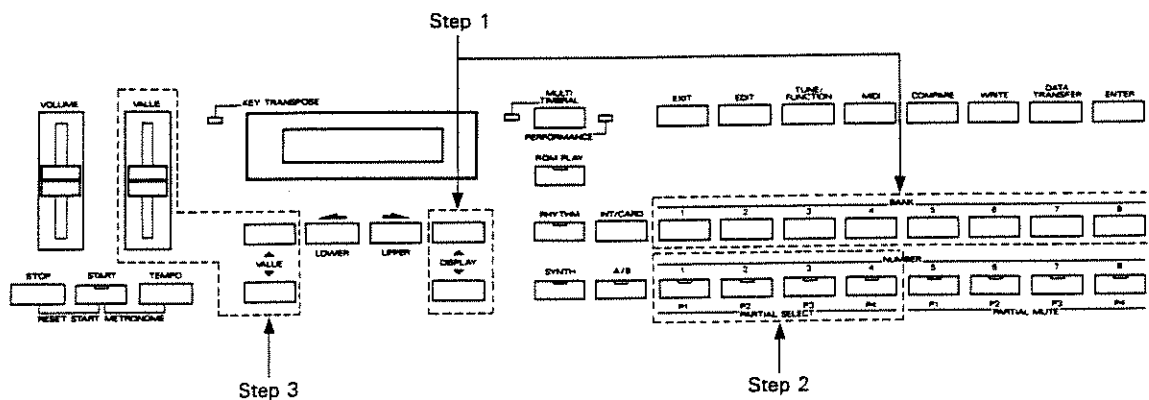 Step 1
VOLUME
VALUE
KEY TRANSPOSE
MULTI
TIMBRAL
PERFORMANCE
EXIT
EDIT
TUNE/
FUNCTION
MIDI
COMPARE
WRITE
DATA
TRANSFER
ENTER
ROM PLAY
BANK
RHYTHM
INT/CARD
1 2 3 4 5 6 7 8
VALUE
LOWER
UPPER
DISPLAY
STOP
START
TEMPO
RESET START
METRONOME
SYNTH
A/B
NUMBER
1 2 3 4 5 6 7 8
P1 P2 P3 P4 P1 P2 P3 P4
PARTIAL SELECT
PARTIAL MUTE
Step 3
Step 2